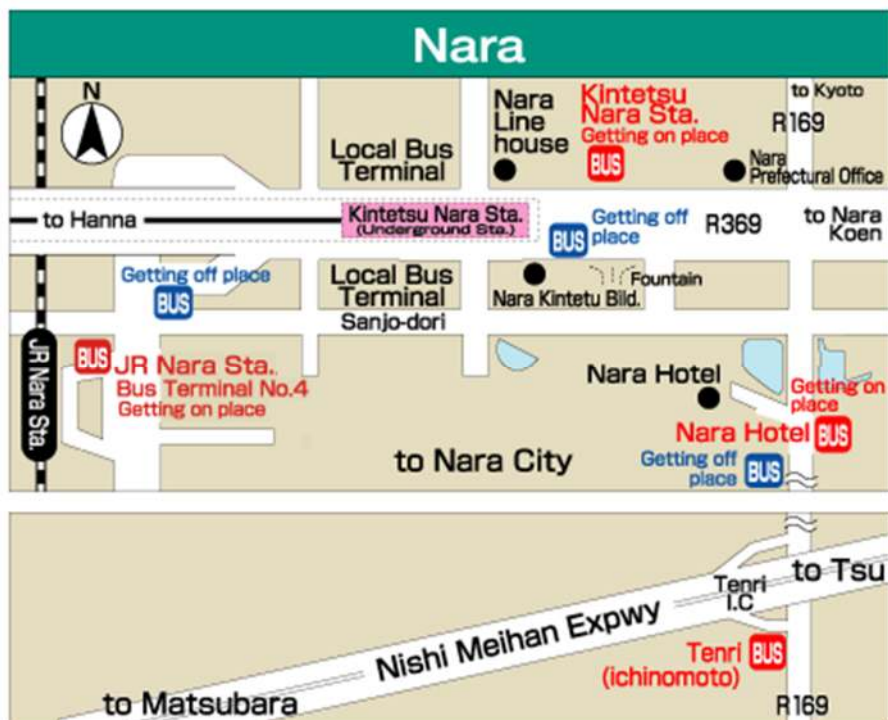 Nara
N
Nara
Line
house
Kintetsu
Nara Sta.
Getting on place
BUS
to Kyoto
R169
Local Bus
Terminal
Nara
Prefectural Office
to Hanna
Kintetsu Nara Sta.
(Underground Sta.)
BUS
Getting off
place
R369
to Nara
Koen
Getting off place
BUS
Local Bus
Terminal
Nara Kintetu Bild.
Fountain
Sanjo-dori
JR Nara Sta.
BUS
JR Nara Sta.
Bus Terminal No.4
Getting on place
Nara Hotel
Getting on
place
Nara Hotel BUS
Getting off
place
BUS
to Nara City
to Tsu
Tenri
I.C
Nishi Meihan Expwy
Tenri BUS
(ichinomoto)
to Matsubara
R169